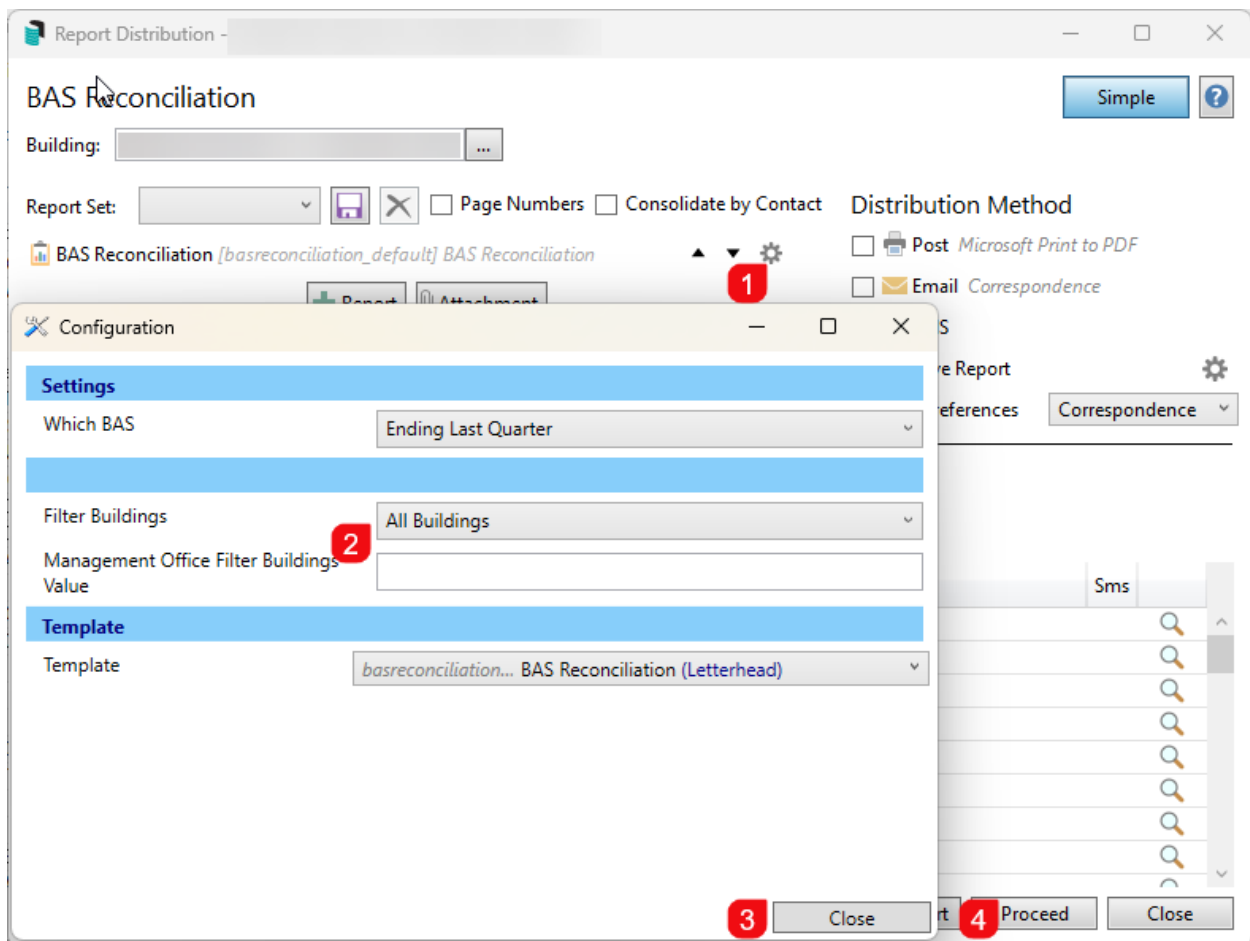 Report Distribution -
BAS Reconciliation
Simple
?
Building:
...
Report Set:
Page Numbers
Consolidate by Contact
Distribution Method
BAS Reconciliation [basreconciliation_default] BAS Reconciliation
Post Microsoft Print to PDF
1
Email Correspondence
Report
Attachment
Configuration
Settings
Which BAS
Ending Last Quarter
Filter Buildings
All Buildings
2
Management Office Filter Buildings
Value
Template
Template
basreconciliation... BAS Reconciliation (Letterhead)
3
Close
S
e Report
eferences
Correspondence
Sms
rt
4
Proceed
Close